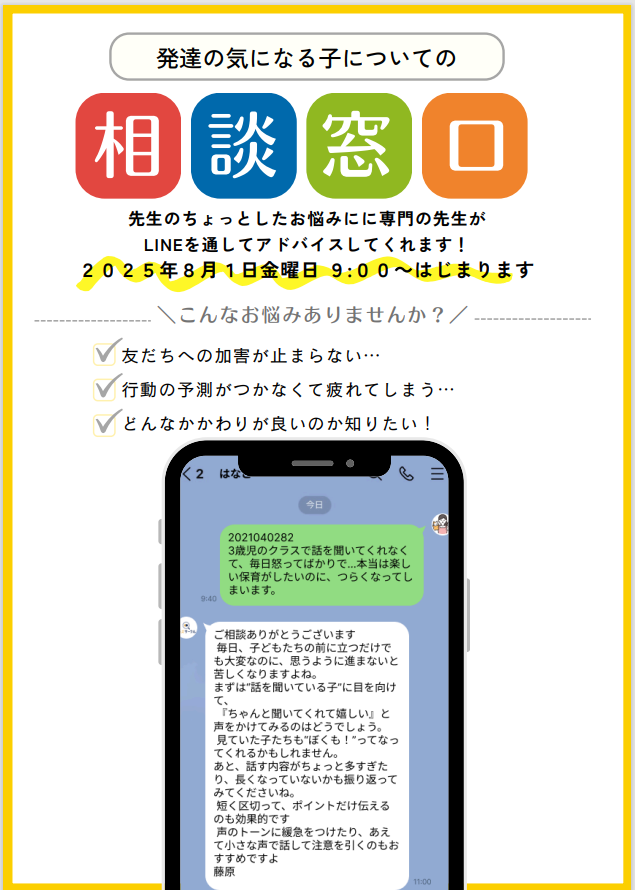 発達の気になる子についての
相談窓口
先生のちょっとしたお悩みにに専門の先生が
LINEを通してアドバイスしてくれます！
２０２５年８月１日金曜日 ９:００〜はじまります
＼こんなお悩みありませんか？／
友だちへの加害が止まらない…
行動の予測がつかなくて疲れてしまう…
どんなかかわりが良いのか知りたい！
2
今日
2021040282
3歳児のクラスで話を聞いてくれなく
て、毎日怒ってばかりで…本当は楽し
い保育がしたいのに、つらくなってし
まいます。
9:40
ご相談ありがとうございます
毎日、子どもたちの前に立つだけで
も大変なのに、思うように進まないと
苦しくなりますよね。
まずは"話を聞いている子"に目を向け
て、
『ちゃんと聞いてくれて嬉しい』と
声をかけてみるのはどうでしょう。
見ていた子たちも"ぼくも！"ってなっ
てくれるかもしれません。
あと、話す内容がちょっと多すぎた
り、長くなっていないかも振り返って
みてくださいね。
短く区切って、ポイントだけ伝える
のも効果的です
声のトーンに緩急をつけたり、あえ
て小さな声で話して注意を引くのもお
すすめですよ
藤原
11:00